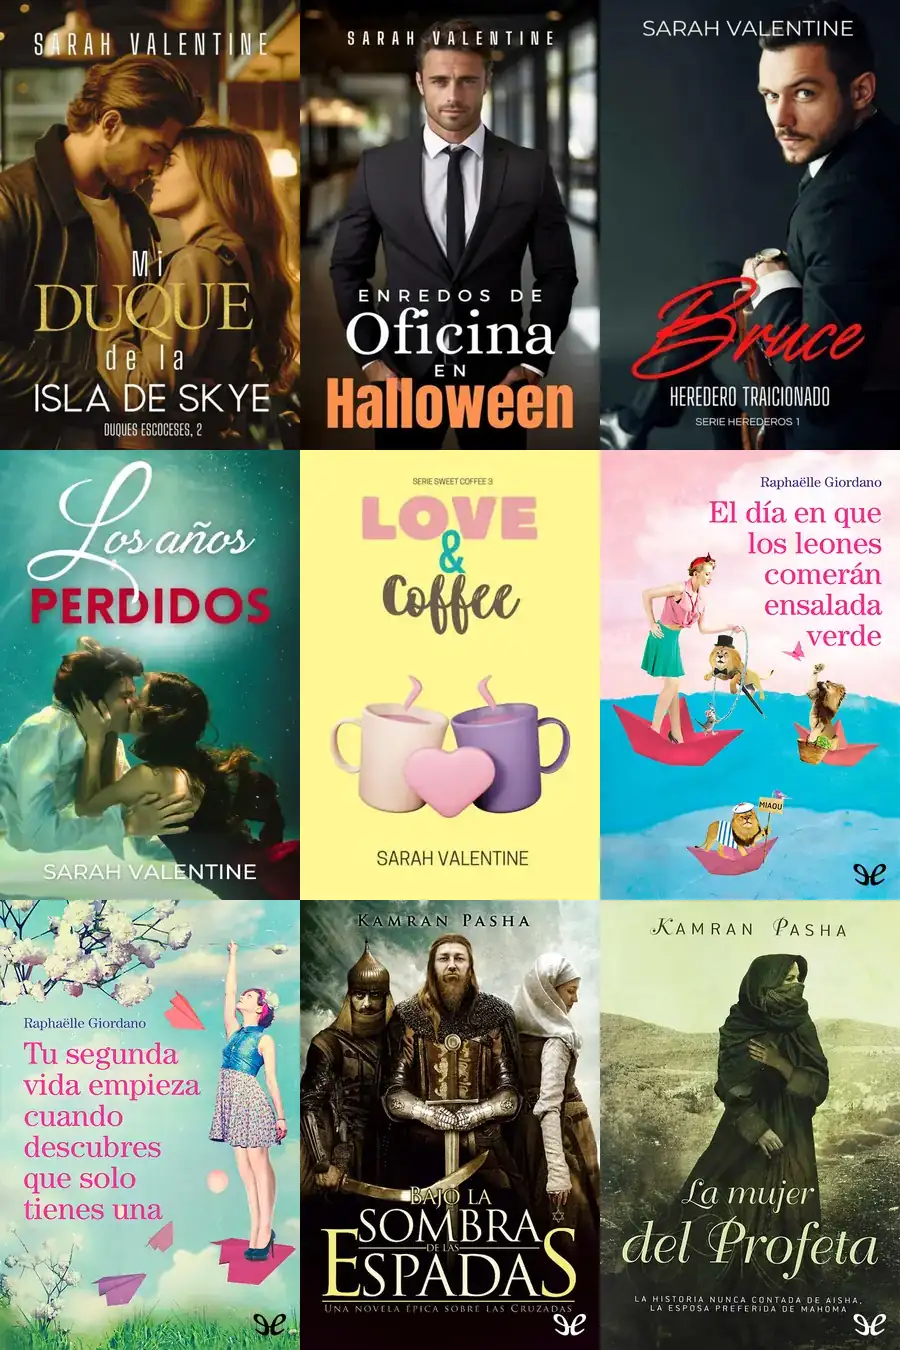 SARAH VALENTINE
Mi
DUQUE
de la
ISLA DE SKYE
DUQUES ESCOCESES, 2
SARAH VALENTINE
ENREDOS DE
Oficina
EN
Halloween
SARAH VALENTINE
Bruce
HEREDERO TRAICIONADO
SERIE HEREDEROS 1
Los años
PERDIDOS
SARAH VALENTINE
SERIE SWEET COFFEE 3
LOVE
&
Coffee
SARAH VALENTINE
Raphaëlle Giordano
El día en que
los leones
comerán
ensalada
verde
MIAOU
Raphaëlle Giordano
Tu segunda
vida empieza
cuando
descubres
que solo
tienes una
KAMRAN PASHA
BAJO LA
SOMBRA
DE LAS
ESPADAS
UNA NOVELA ÉPICA SOBRE LAS CRUZADAS
KAMRAN PASHA
La mujer
del Profeta
LA HISTORIA NUNCA CONTADA DE AISHA,
LA ESPOSA PREFERIDA DE MAHOMA